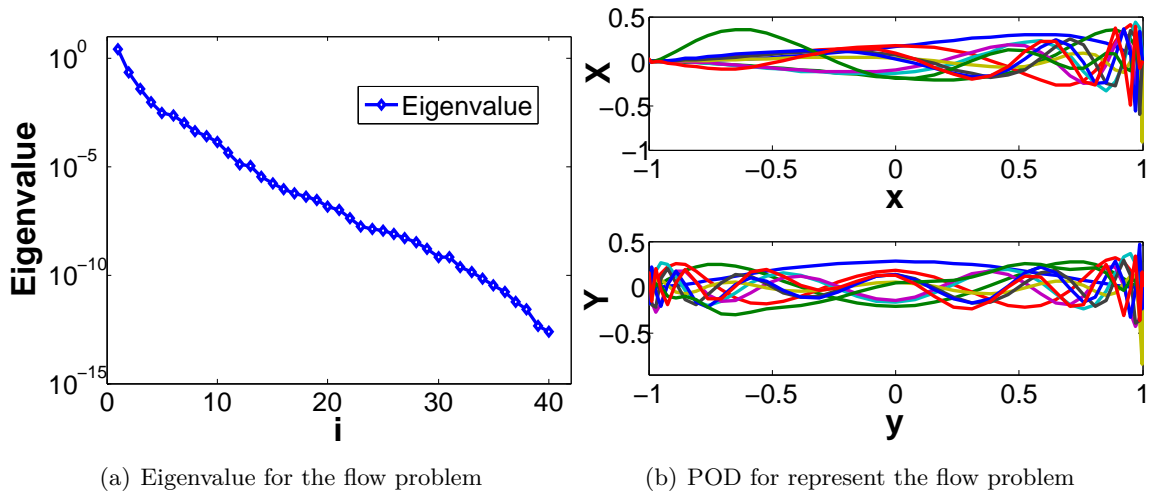 10^0
10^-5
10^-10
10^-15
Eigenvalue
0 10 20 30 40
i
Eigenvalue
(a) Eigenvalue for the flow problem
0.5
0
−0.5
−1
X
−1 −0.5 0 0.5 1
x
0.5
0
−0.5
Y
−1 −0.5 0 0.5 1
y
(b) POD for represent the flow problem